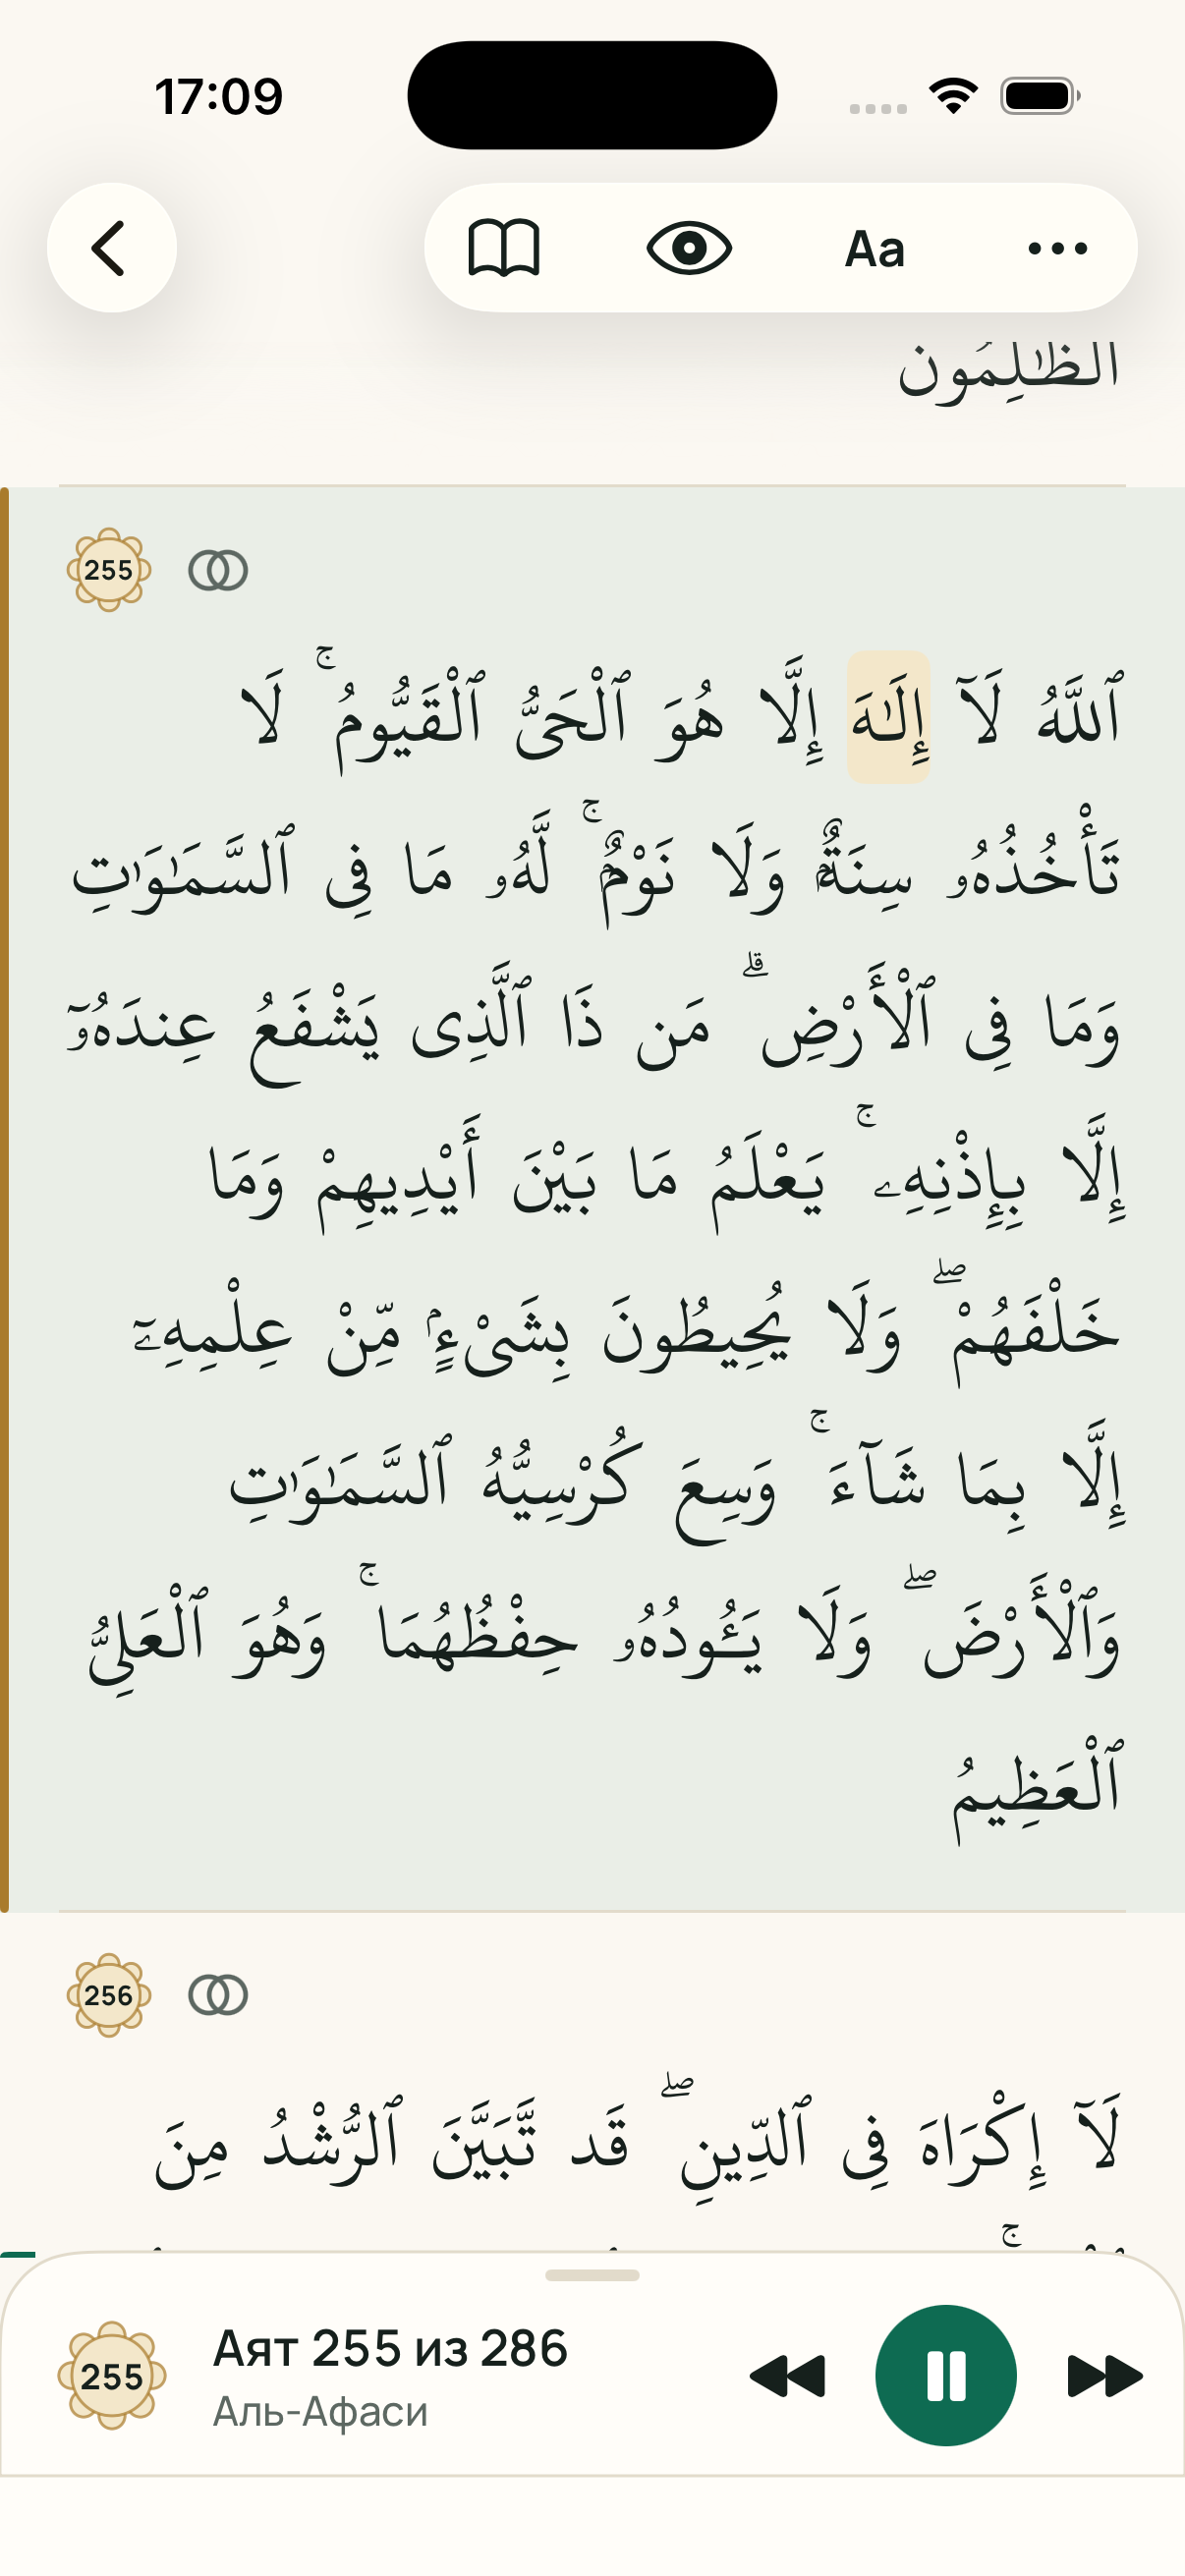 17:09
Aa
الظَّٰلِمُون
255
ٱللَّهُ لَآ إِلَـٰهَ إِلَّا هُوَ ٱلْحَىُّ ٱلْقَيُّومُ ۚ لَا
تَأْخُذُهُۥ سِنَةٌۭ وَلَا نَوْمٌۭ ۚ لَّهُۥ مَا فِى ٱلسَّمَـٰوَٰتِ
وَمَا فِى ٱلْأَرْضِ ۗ مَن ذَا ٱلَّذِى يَشْفَعُ عِندَهُۥٓ
إِلَّا بِإِذْنِهِۦ ۚ يَعْلَمُ مَا بَيْنَ أَيْدِيهِمْ وَمَا
خَلْفَهُمْ ۖ وَلَا يُحِيطُونَ بِشَىْءٍۢ مِّنْ عِلْمِهِۦٓ
إِلَّا بِمَا شَآءَ ۚ وَسِعَ كُرْسِيُّهُ ٱلسَّمَـٰوَٰتِ
وَٱلْأَرْضَ ۖ وَلَا يَـُٔودُهُۥ حِفْظُهُمَا ۚ وَهُوَ ٱلْعَلِىُّ
ٱلْعَظِيمُ
256
لَآ إِكْرَاهَ فِى ٱلدِّينِ ۖ قَد تَّبَيَّنَ ٱلرُّشْدُ مِنَ
255
Аят 255 из 286
Аль-Афаси